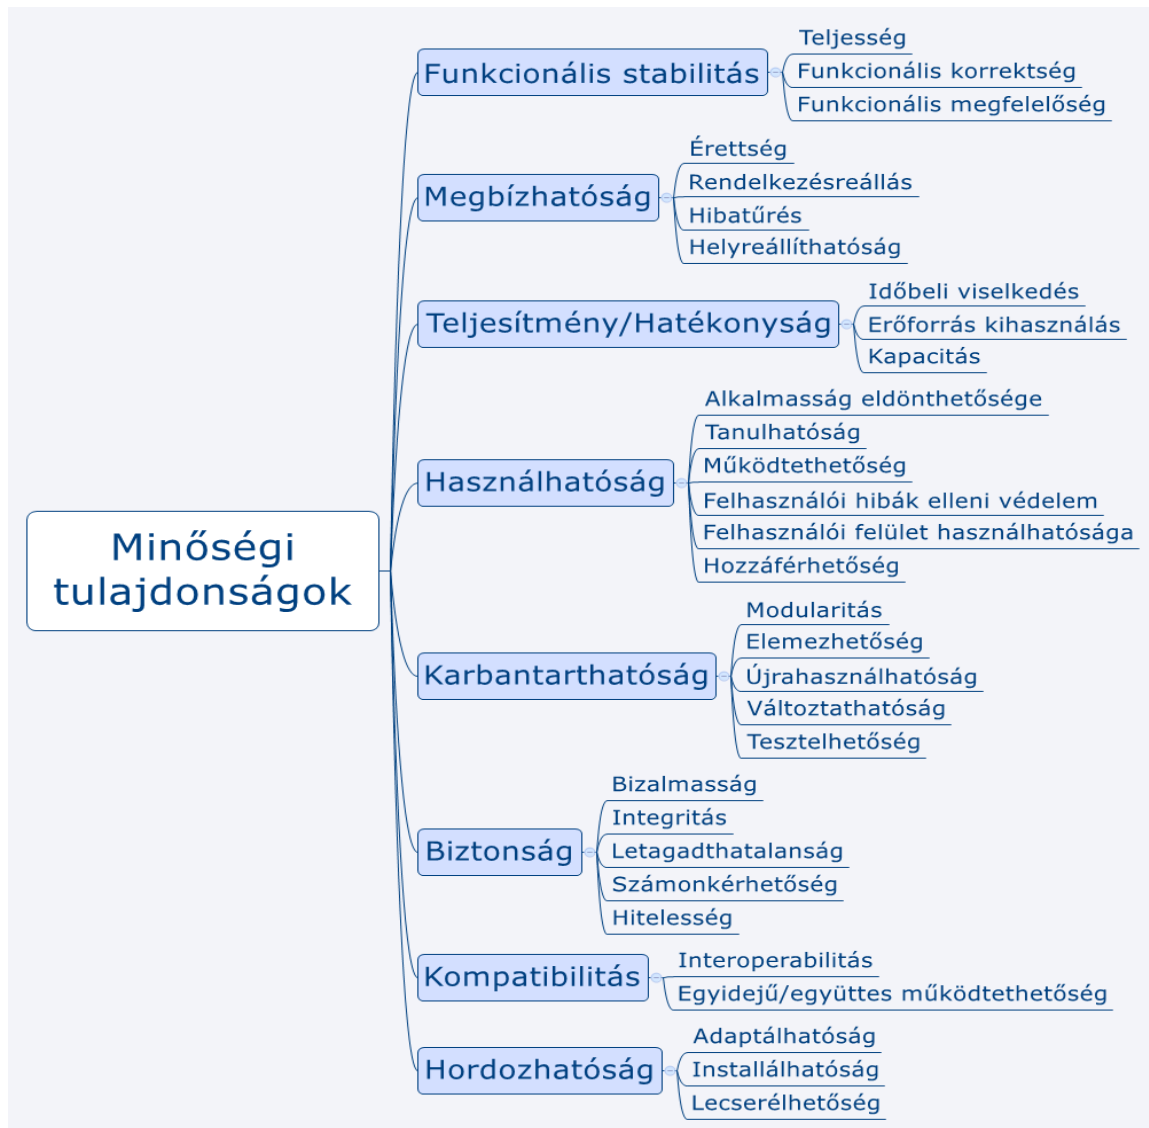 Minőségi
tulajdonságok
Funkcionális stabilitás
Teljesség
Funkcionális korrektség
Funkcionális megfelelőség
Megbízhatóság
Érettség
Rendelkezésreállás
Hibatűrés
Helyreállíthatóság
Teljesítmény/Hatékonyság
Időbeli viselkedés
Erőforrás kihasználás
Kapacitás
Használhatóság
Alkalmasság eldönthetősége
Tanulhatóság
Működtethetőség
Felhasználói hibák elleni védelem
Felhasználói felület használhatósága
Hozzáférhetőség
Karbantarthatóság
Modularitás
Elemezhetőség
Újrahasználhatóság
Változtathatóság
Tesztelhetőség
Biztonság
Bizalmasság
Integritás
Letagadthatalanság
Számonkérhetőség
Hitelesség
Kompatibilitás
Interoperabilitás
Egyidejű/együttes működtethetőség
Hordozhatóság
Adaptálhatóság
Installálhatóság
Lecserélhetőség